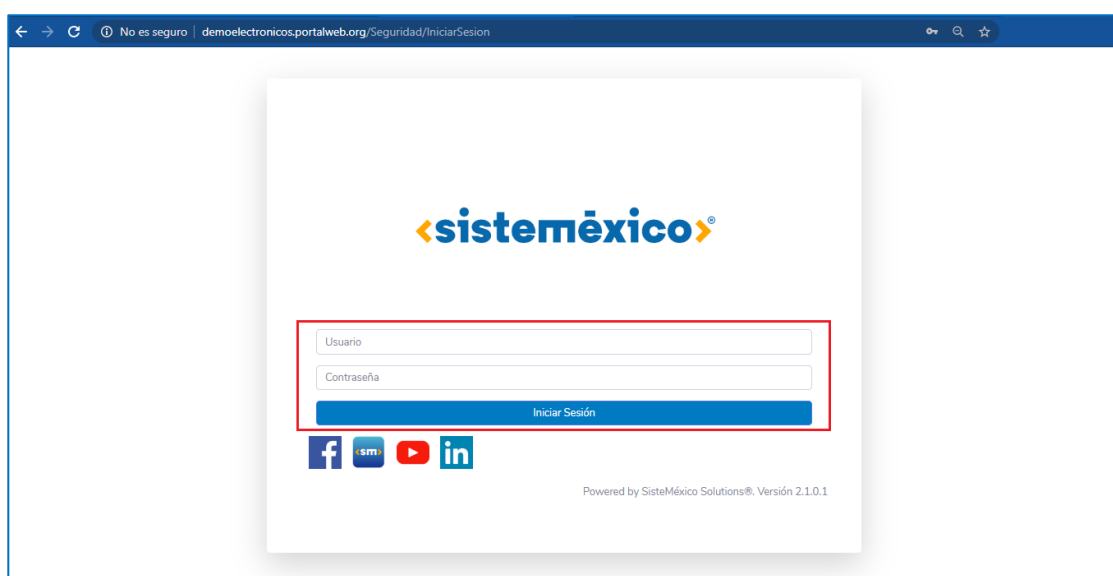 No es seguro | demoelectronicos.portalweb.org/Seguridad/IniciarSesion
<sisteméxico>®
Usuario
Contraseña
Iniciar Sesión
f <sm> in
Powered by SisteMéxico Solutions®. Versión 2.1.0.1